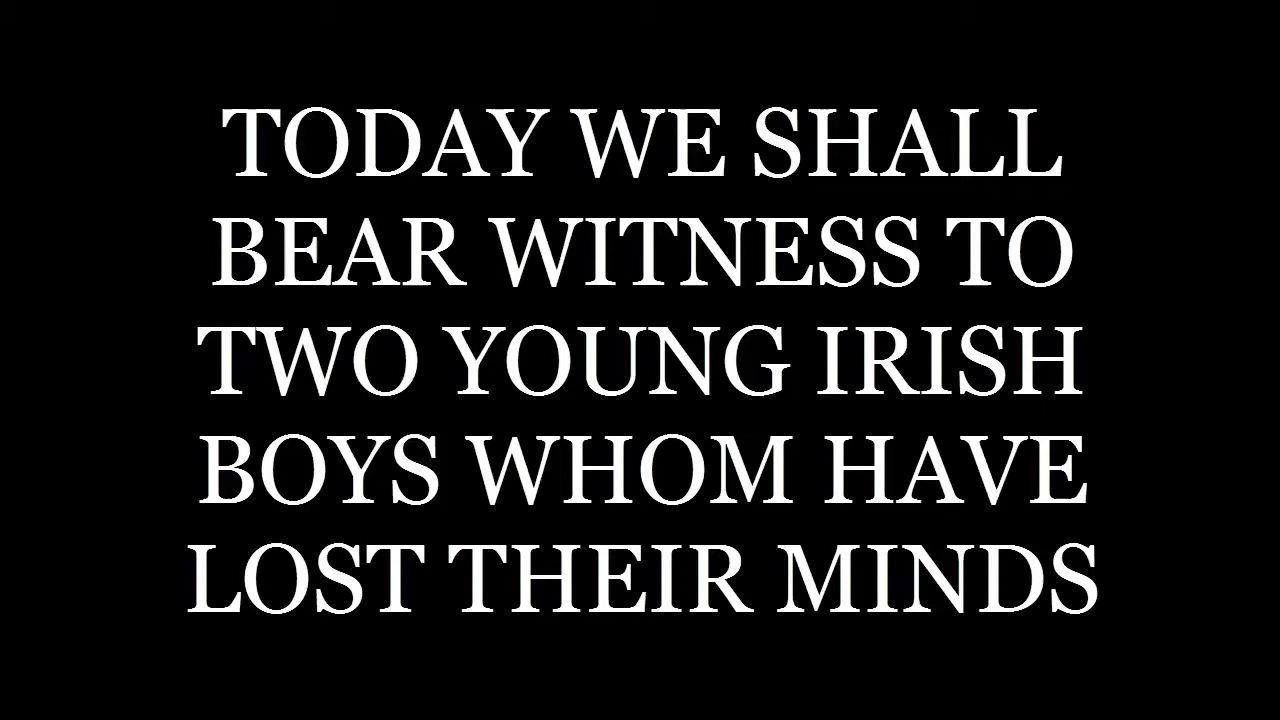 TODAY WE SHALL
BEAR WITNESS TO
TWO YOUNG IRISH
BOYS WHOM HAVE
LOST THEIR MINDS